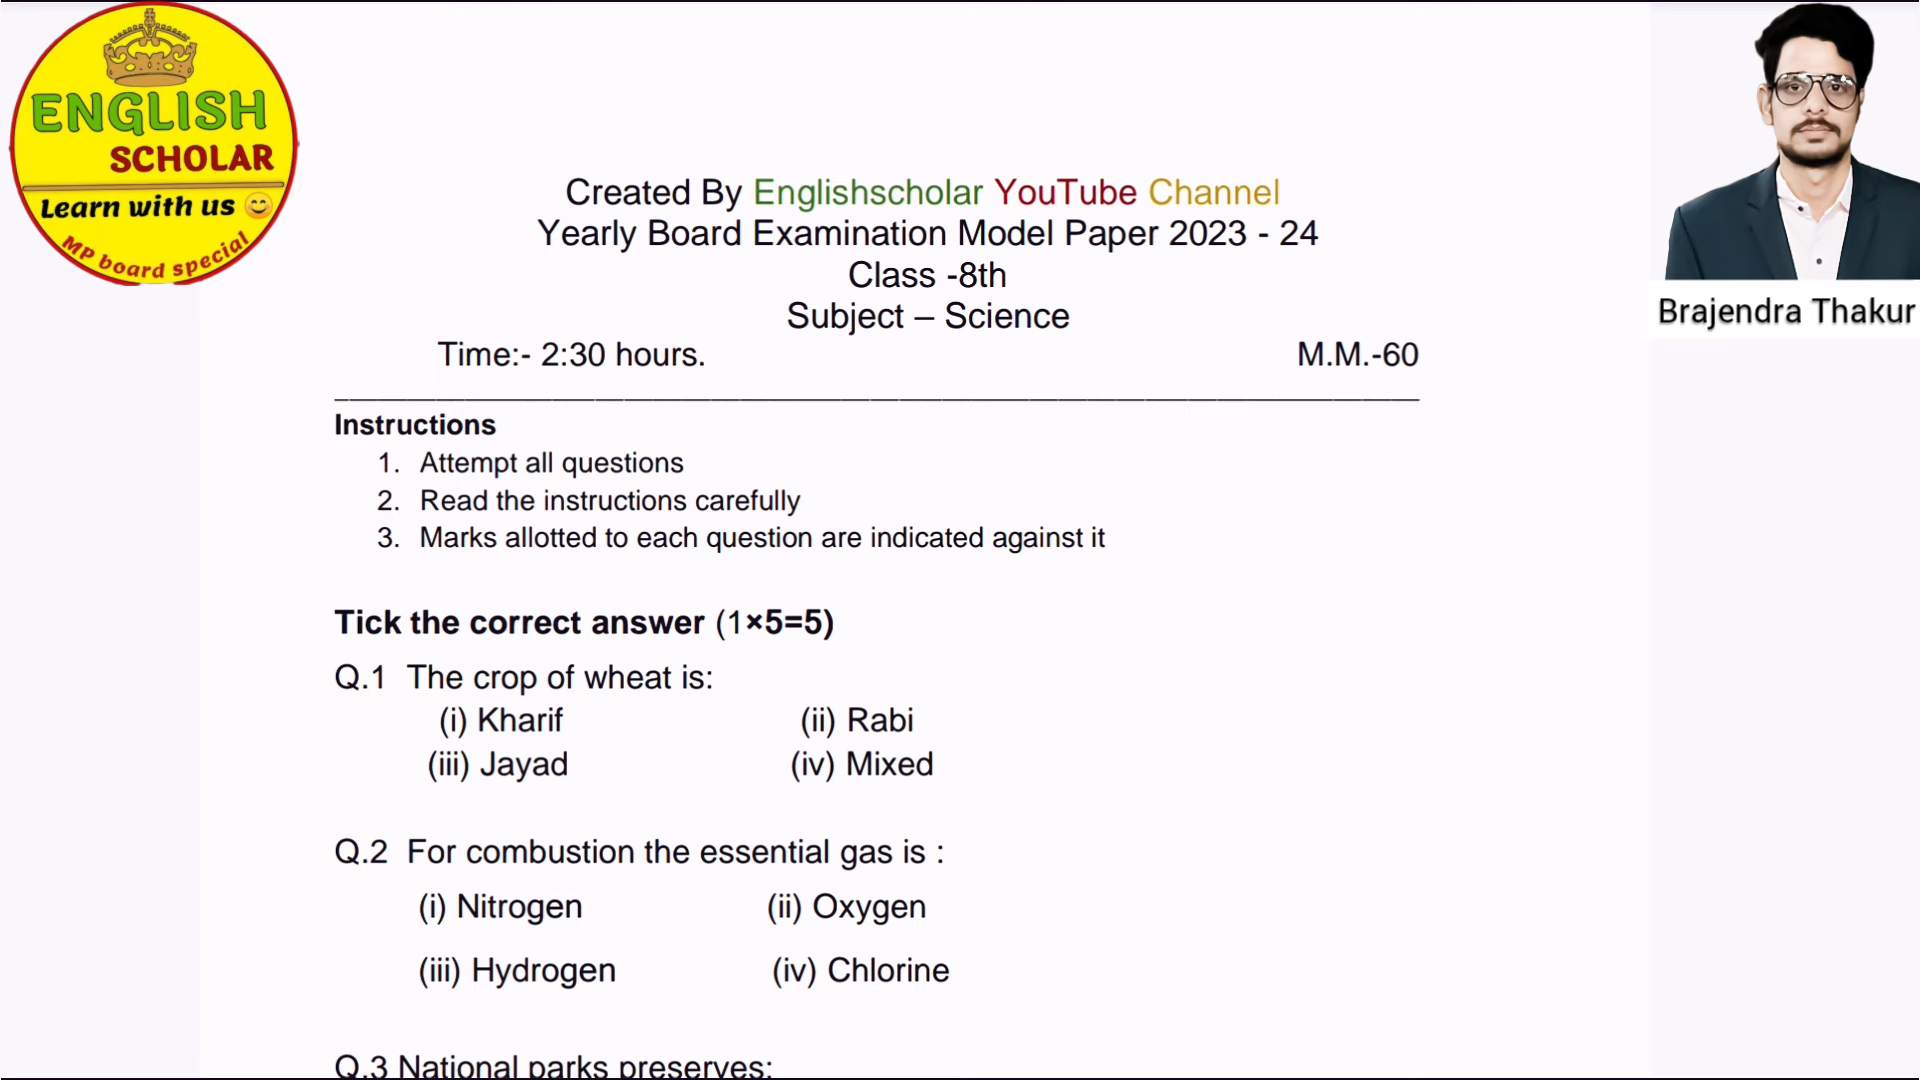 ENGLISH
SCHOLAR
Learn with us
MP board special
Brajendra Thakur
Created By Englishscholar YouTube Channel
Yearly Board Examination Model Paper 2023 - 24
Class -8th
Subject – Science
Time:- 2:30 hours. M.M.-60
Instructions
1. Attempt all questions
2. Read the instructions carefully
3. Marks allotted to each question are indicated against it
Tick the correct answer (1×5=5)
Q.1 The crop of wheat is:
(i) Kharif (ii) Rabi
(iii) Jayad (iv) Mixed
Q.2 For combustion the essential gas is :
(i) Nitrogen (ii) Oxygen
(iii) Hydrogen (iv) Chlorine
Q.3 National parks preserves: